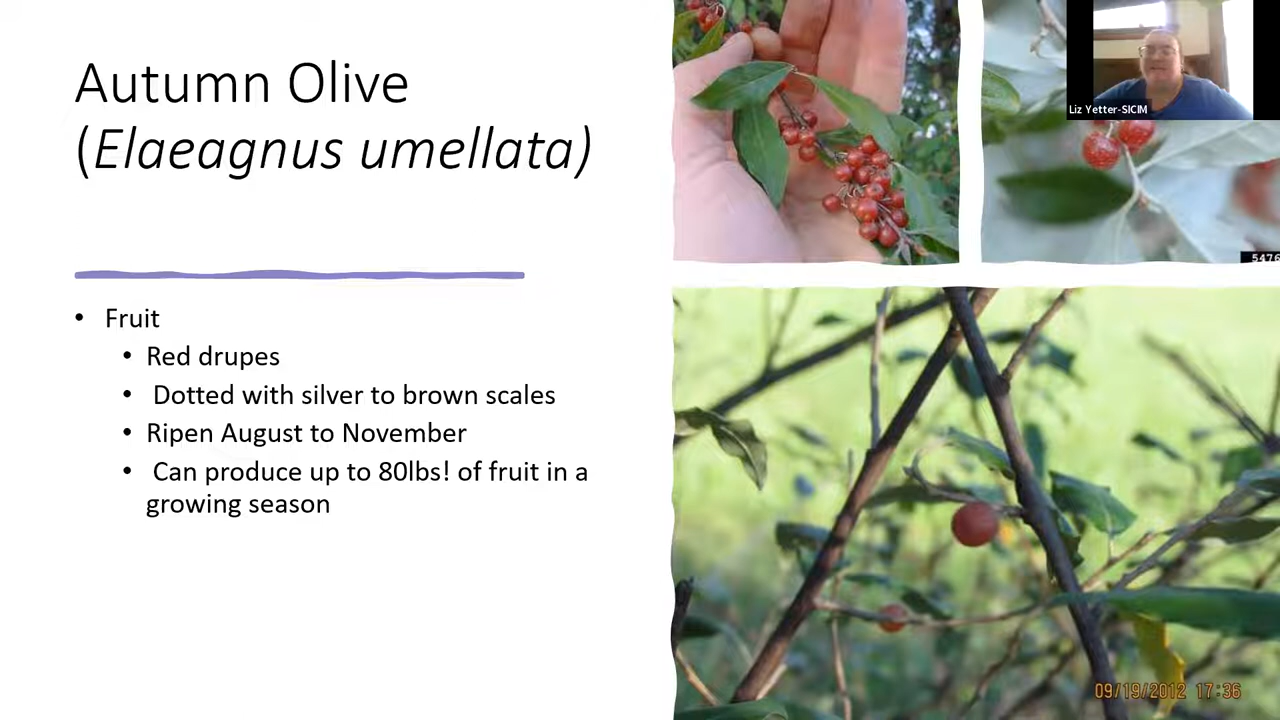 Autumn Olive
(Elaeagnus umellata)
• Fruit
• Red drupes
• Dotted with silver to brown scales
• Ripen August to November
• Can produce up to 80lbs! of fruit in a
growing season
Liz Yetter-SICIM
5476
09/19/2012 17:36